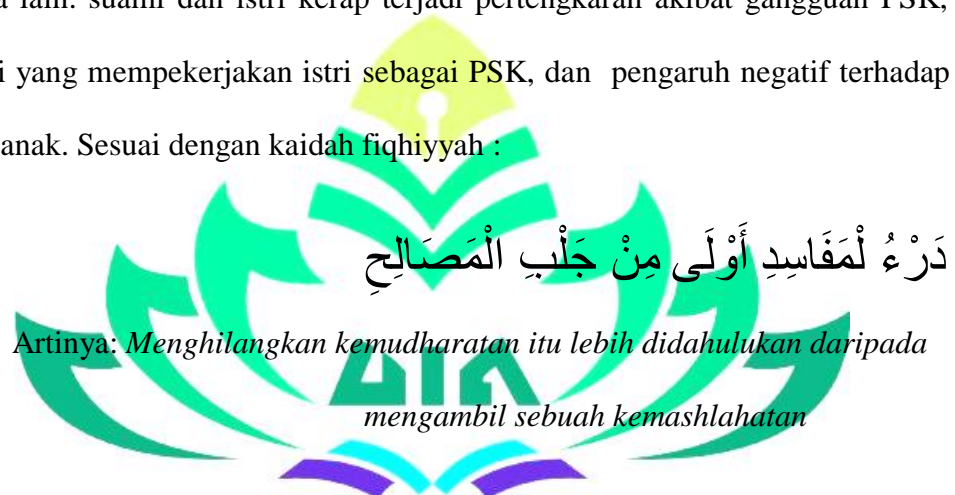 lain: suami dan istri kerap terjadi pertengkaran akibat gangguan PSK,
yang mempekerjakan istri sebagai PSK, dan pengaruh negatif terhadap
anak. Sesuai dengan kaidah fiqhiyyah :
دَرْءُ لْمَفَاسِدِ أَوْلَى مِنْ جَلْبِ الْمَصَالِحِ
Artinya: Menghilangkan kemudharatan itu lebih didahulukan daripada
mengambil sebuah kemashlahatan